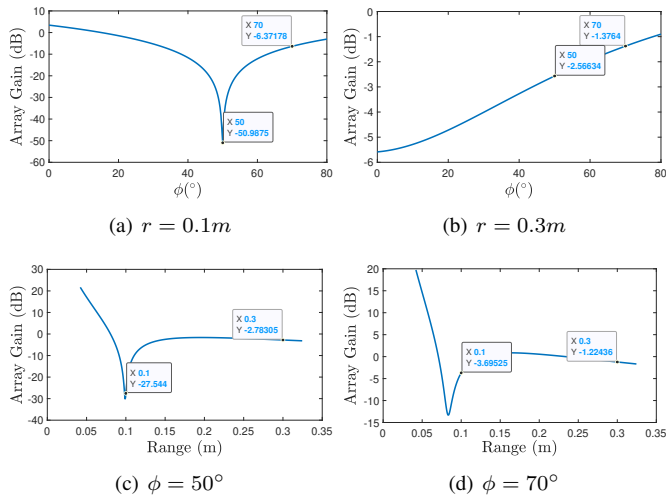 10
0
-10
-20
-30
-40
-50
-60
Array Gain (dB)
X 70
Y -6.37178
X 50
Y -50.9875
0 20 40 60 80
ϕ(°)
(a) r = 0.1m
0
-1
-2
-3
-4
-5
-6
Array Gain (dB)
X 70
Y -1.3764
X 50
Y -2.56634
0 20 40 60 80
ϕ(°)
(b) r = 0.3m
30
20
10
0
-10
-20
-30
-40
Array Gain (dB)
X 0.3
Y -2.78305
X 0.1
Y -27.544
0 0.05 0.1 0.15 0.2 0.25 0.3 0.35
Range (m)
(c) ϕ = 50°
20
15
10
5
0
-5
-10
-15
Array Gain (dB)
X 0.1
Y -3.69525
X 0.3
Y -1.22436
0 0.05 0.1 0.15 0.2 0.25 0.3 0.35
Range (m)
(d) ϕ = 70°